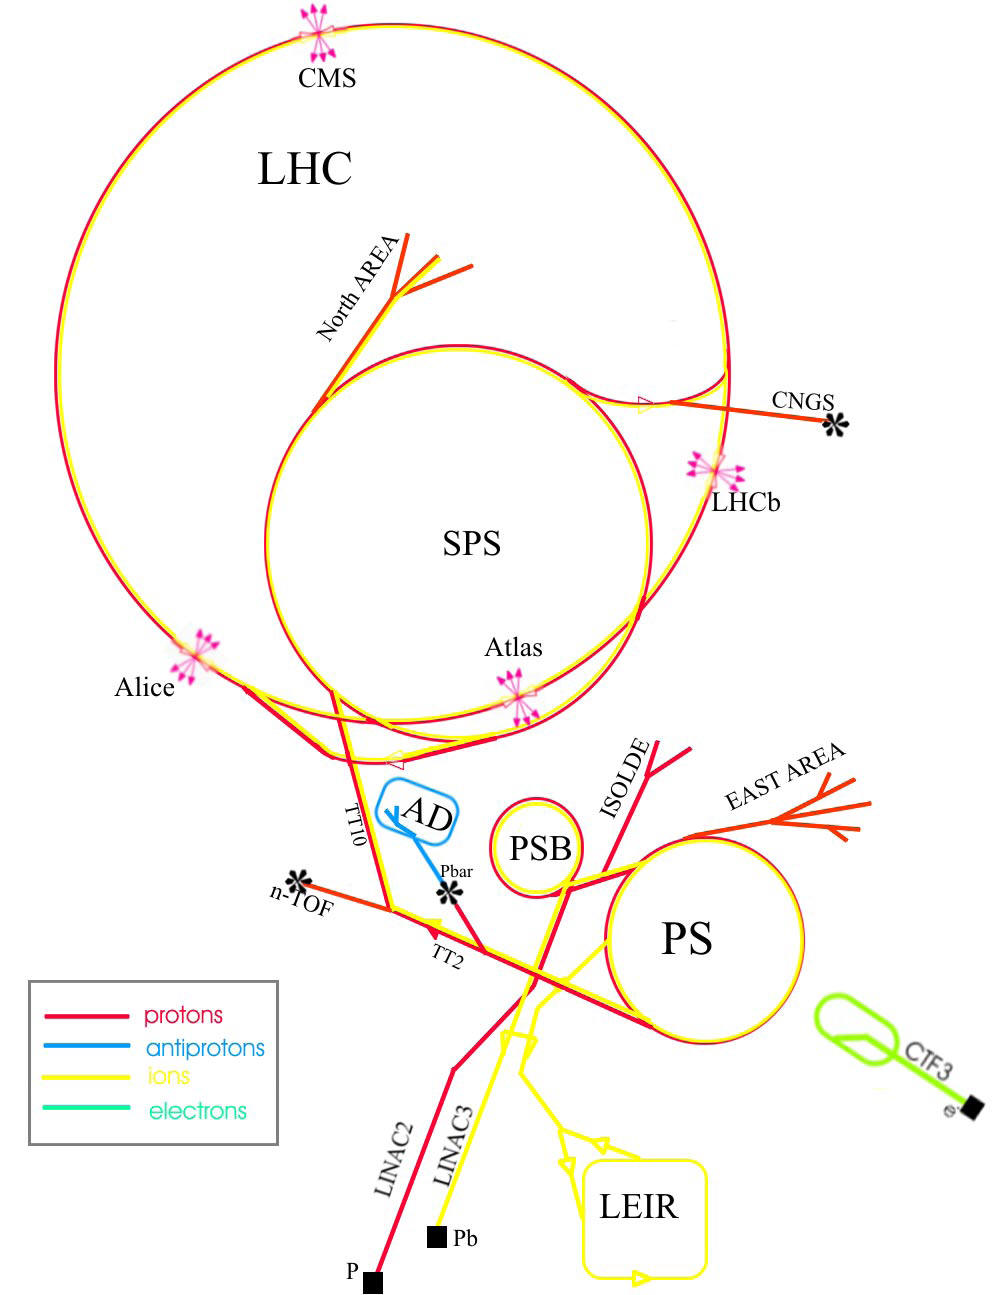 CMS
LHC
North AREA
CNGS
LHCb
SPS
Atlas
Alice
ISOLDE
EAST AREA
TT10
AD
PSB
Pbar
n-TOF
TT2
PS
protons
antiprotons
ions
electrons
CTF3
e-
LINAC2
LINAC3
LEIR
Pb
P